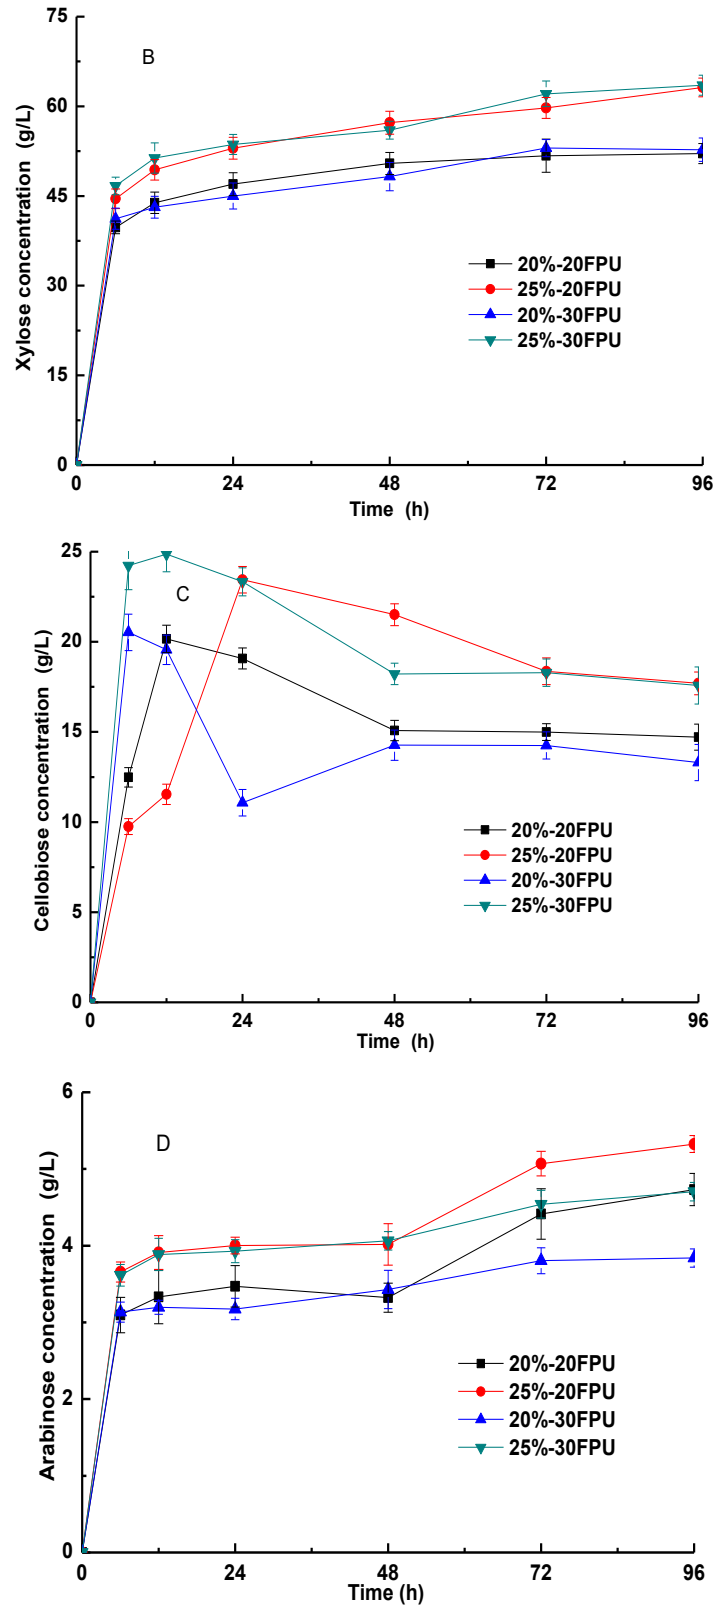 75
B
60
Xylose concentration (g/L)
45
20%-20FPU
25%-20FPU
30
20%-30FPU
25%-30FPU
15
0
0 24 48 72 96
Time (h)
25
C
20
Cellobiose concentration (g/L)
15
10
20%-20FPU
25%-20FPU
20%-30FPU
5
25%-30FPU
0
0 24 48 72 96
Time (h)
6
D
Arabinose concentration (g/L)
4
20%-20FPU
25%-20FPU
2
20%-30FPU
25%-30FPU
0
0 24 48 72 96
Time (h)